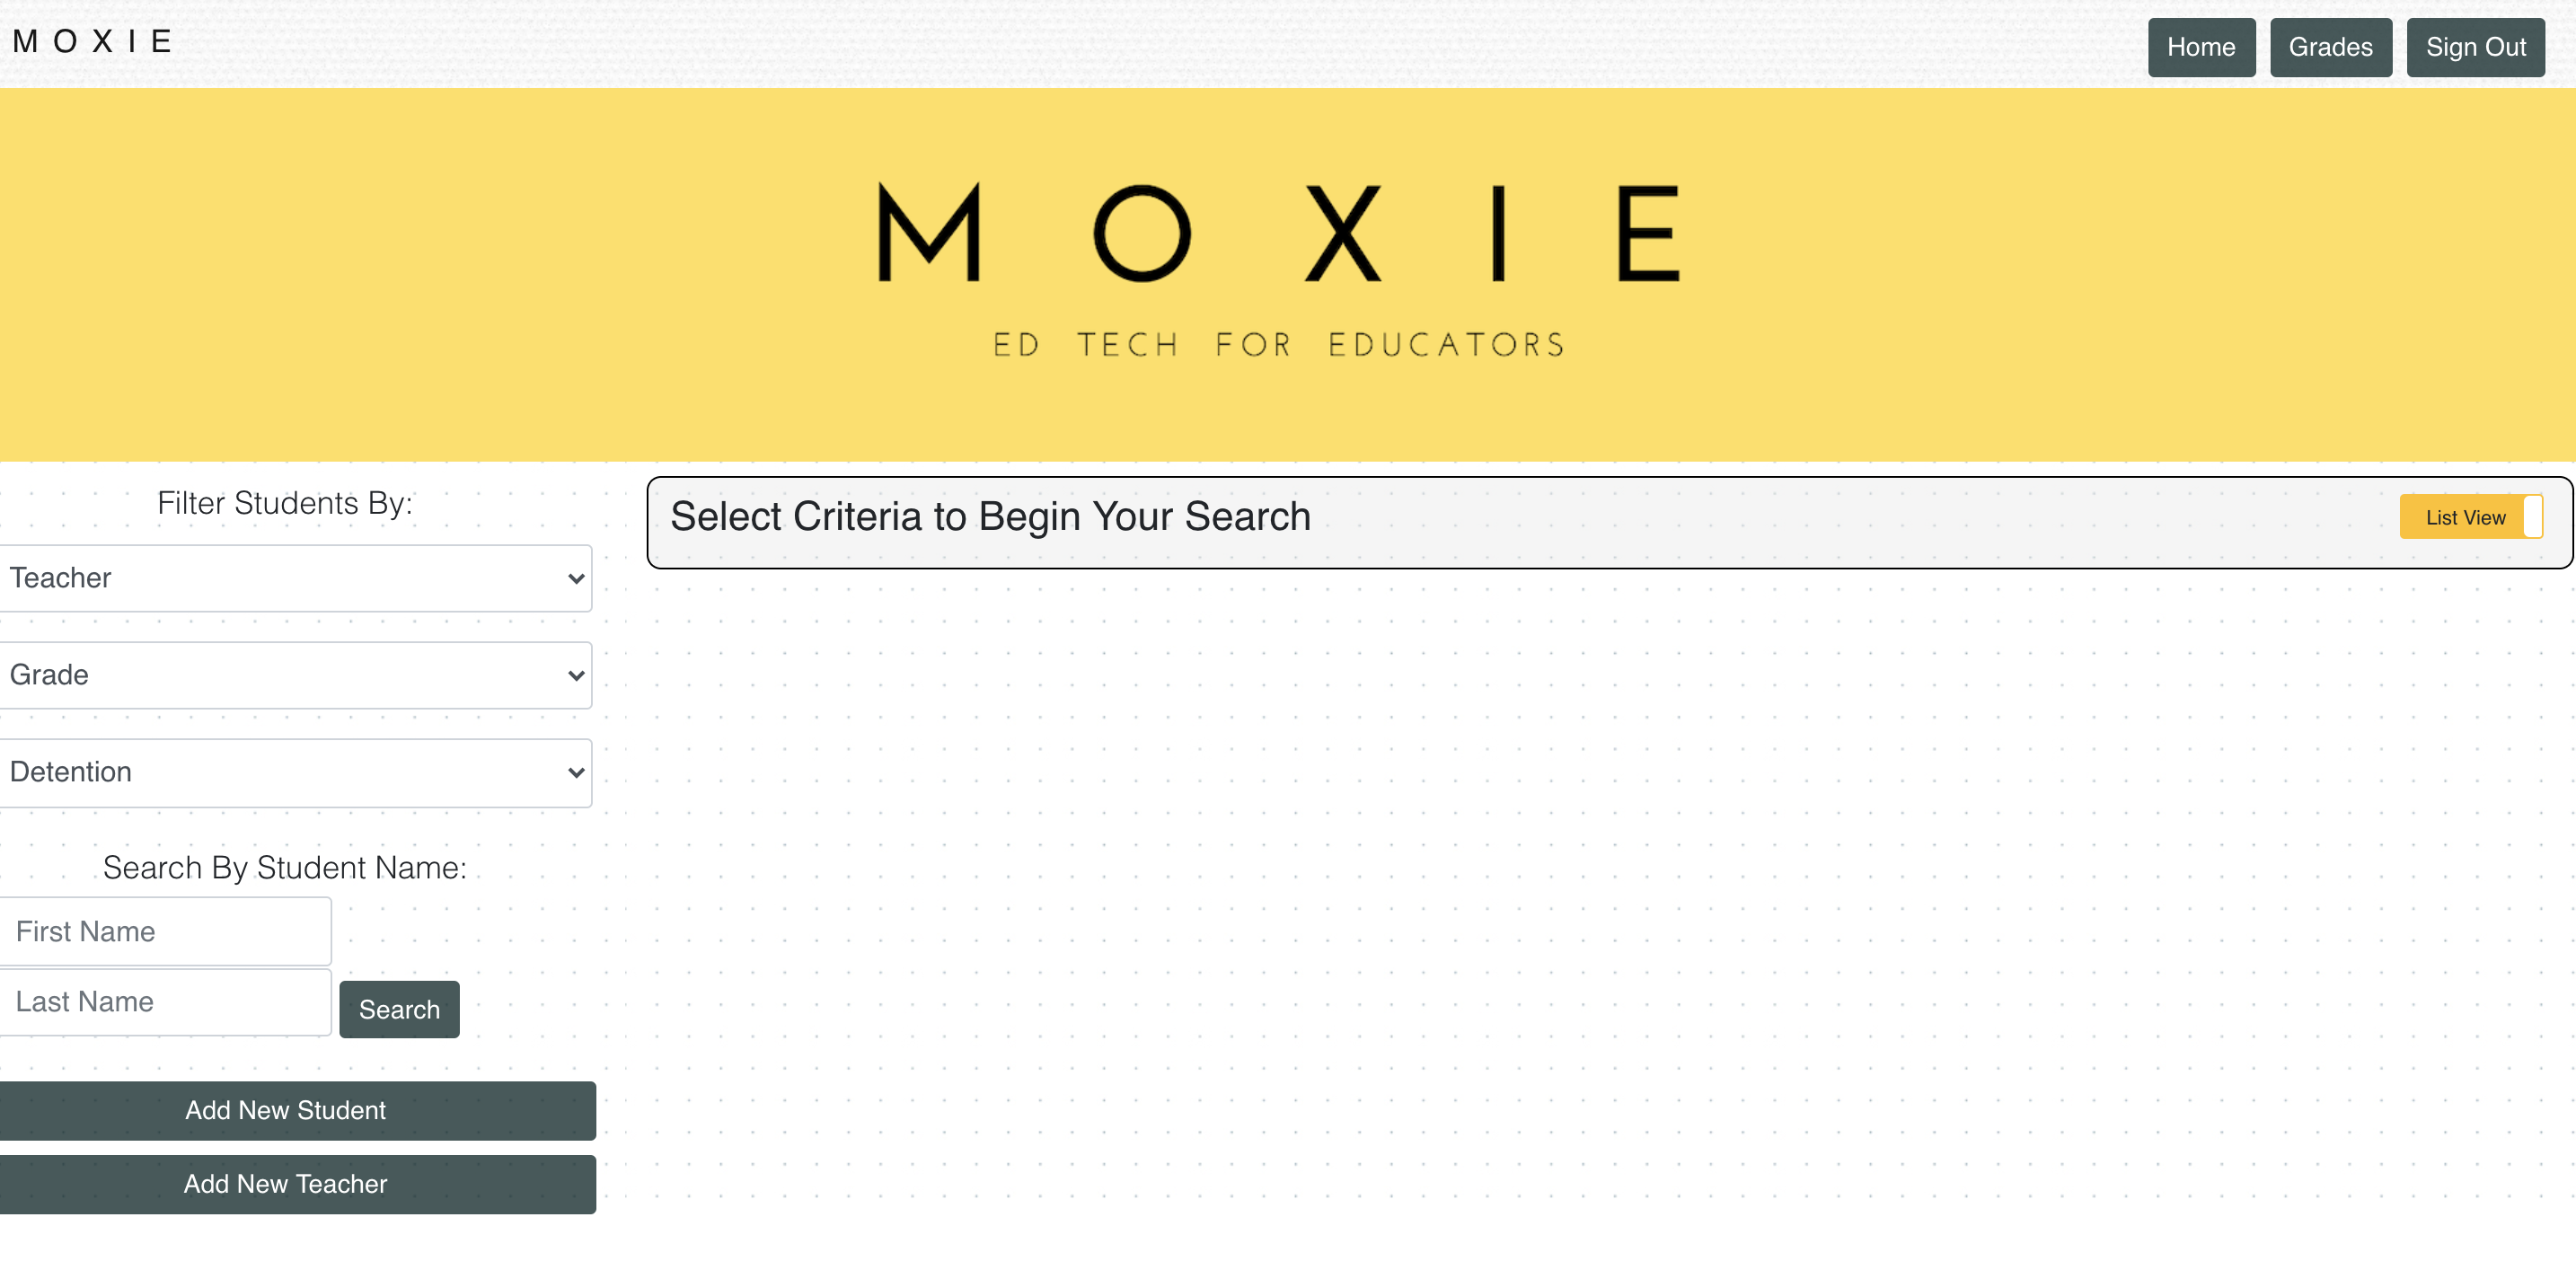 MOXIE
Home
Grades
Sign Out
MOXIE
ED TECH FOR EDUCATORS
Filter Students By:
Teacher
Grade
Detention
Search By Student Name:
First Name
Last Name
Search
Add New Student
Add New Teacher
Select Criteria to Begin Your Search
List View